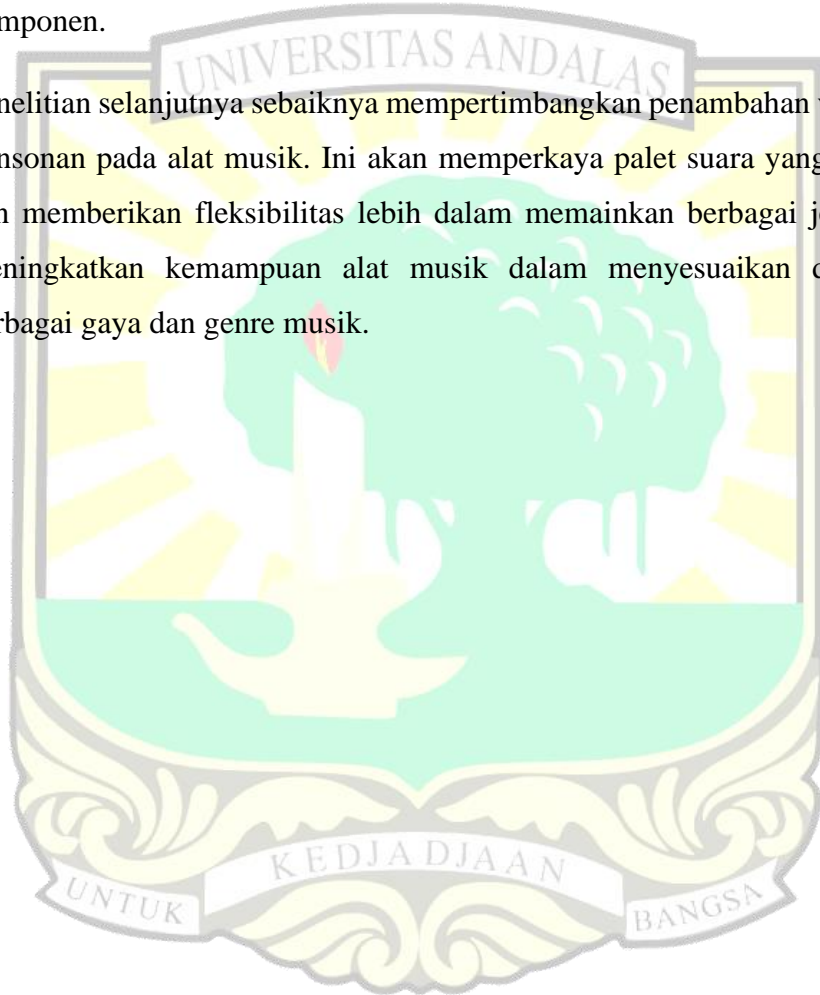 omponen.
UNIVERSITAS ANDALAS
nelitian selanjutnya sebaiknya mempertimbangkan penambahan
nsonan pada alat musik. Ini akan memperkaya palet suara yang
n memberikan fleksibilitas lebih dalam memainkan berbagai
eningkatkan kemampuan alat musik dalam menyesuaikan d
rbagai gaya dan genre musik.
UNTUK KEDJADJAAN BANGSA